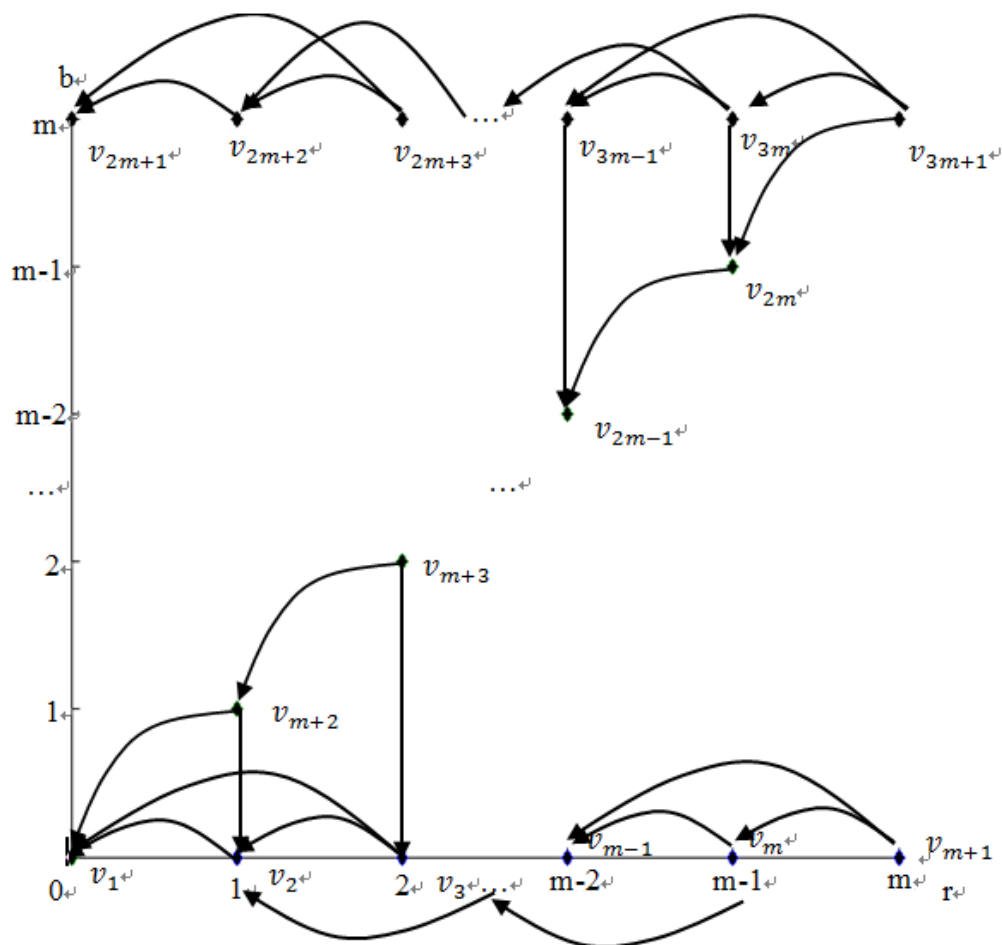 b↵
m↵ …↵
v_{2m+1}↵ v_{2m+2}↵ v_{2m+3}↵ v_{3m-1}↵ v_{3m}↵ v_{3m+1}↵
m-1↵
v_{2m}↵
m-2↵
v_{2m-1}↵
…↵ …↵
2↵ v_{m+3}↵
1↵ v_{m+2}↵
v_{m-1}↵ v_m↵ v_{m+1}↵
0↵ v_1↵ 1↵ v_2↵ 2↵ v_3↵ …↵ m-2↵ m-1↵ m↵ r↵